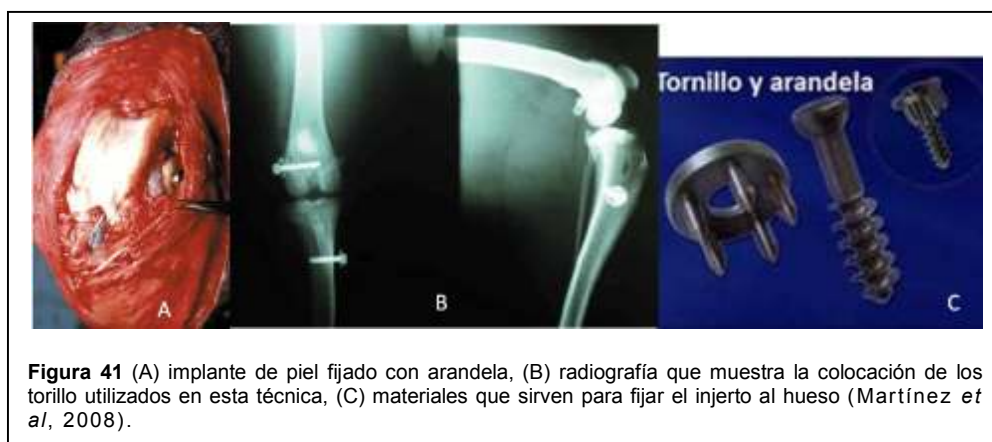 Tornillo y arandela
A
B
C
Figura 41 (A) implante de piel fijado con arandela, (B) radiografía que muestra la colocación de los
torillo utilizados en esta técnica, (C) materiales que sirven para fijar el injerto al hueso (Martínez et
al, 2008).